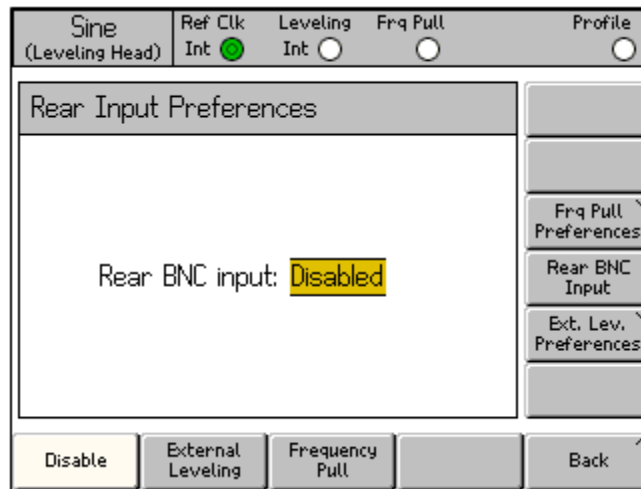 Sine
(Leveling Head)
Ref Clk
Int
Leveling
Int
Frq Pull
Profile
Rear Input Preferences
Rear BNC input: Disabled
Frq Pull
Preferences
Rear BNC
Input
Ext. Lev.
Preferences
Disable
External
Leveling
Frequency
Pull
Back